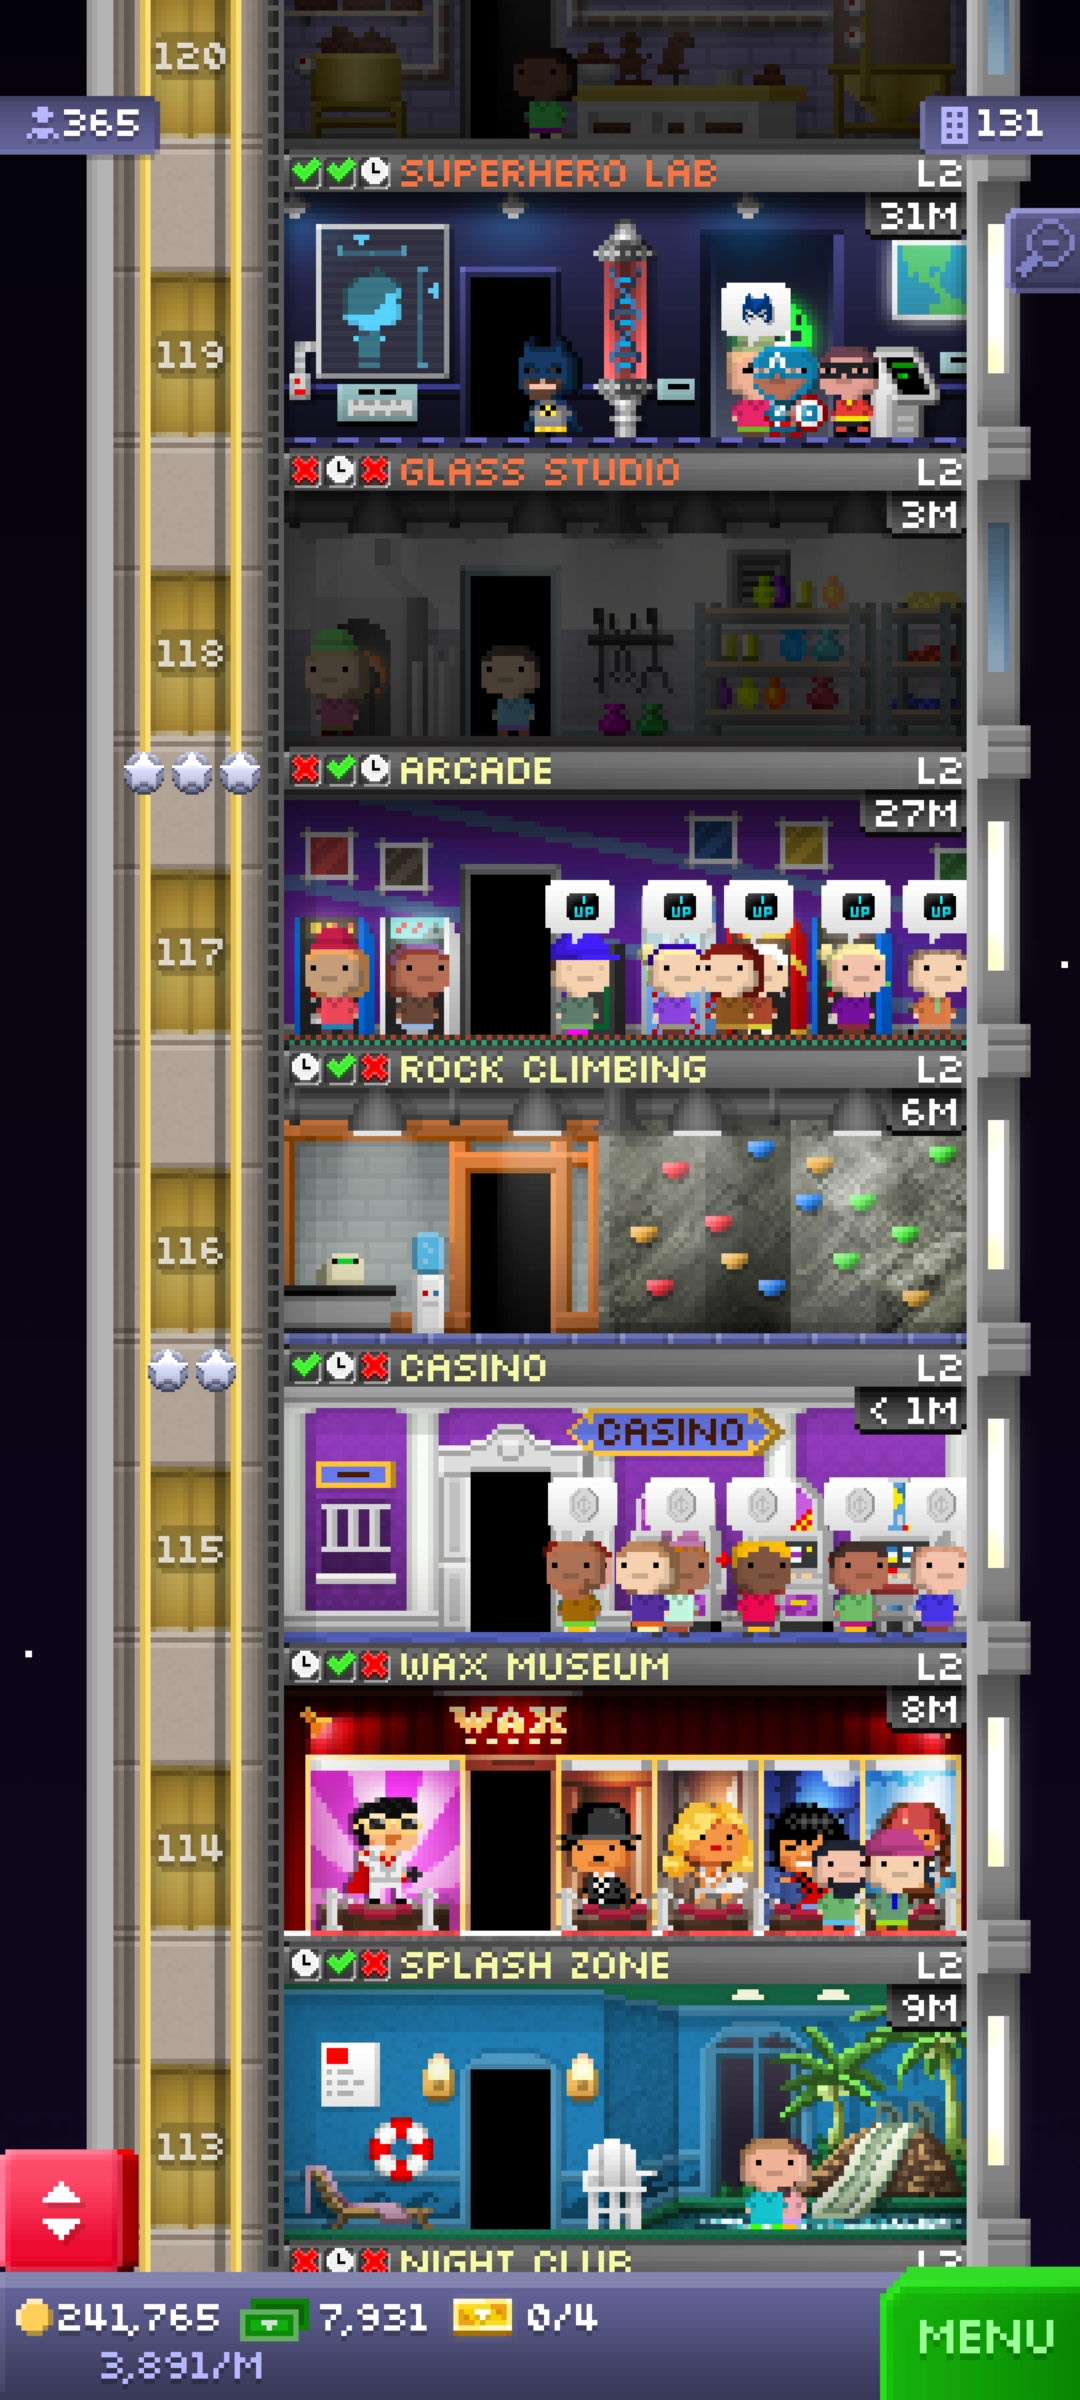 120
365
131
SUPERHERO LAB L2
31M
119
GLASS STUDIO L2
3M
118
ARCADE L2
27M
UP UP UP UP UP
117
ROCK CLIMBING L2
6M
116
CASINO L2
< 1M
CASINO
115
WAX MUSEUM L2
8M
WAX
114
SPLASH ZONE L2
9M
113
NIGHT CLUB L3
241,765 7,931 0/4
3,891/M
MENU